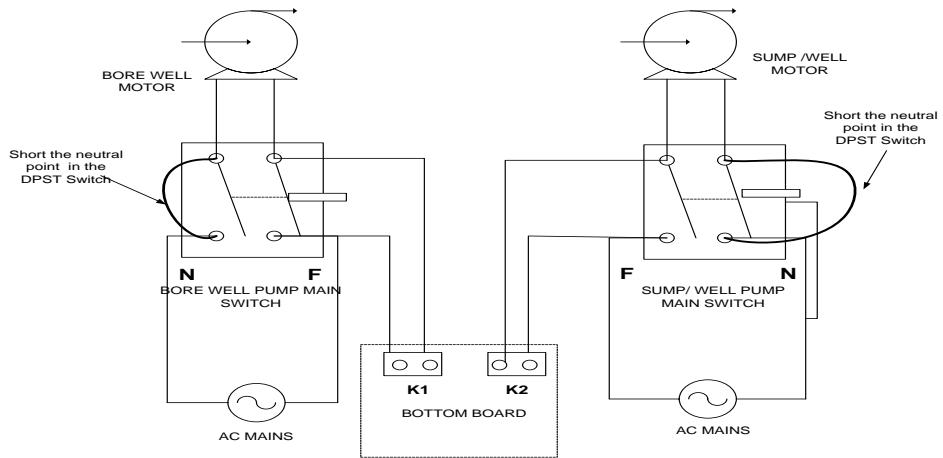 BORE WELL
MOTOR
SUMP /WELL
MOTOR
Short the neutral
point in the
DPST Switch
Short the neutral
point in the
DPST Switch
N
F
BORE WELL PUMP MAIN
SWITCH
F
N
SUMP/ WELL PUMP
MAIN SWITCH
K1
K2
BOTTOM BOARD
AC MAINS
AC MAINS